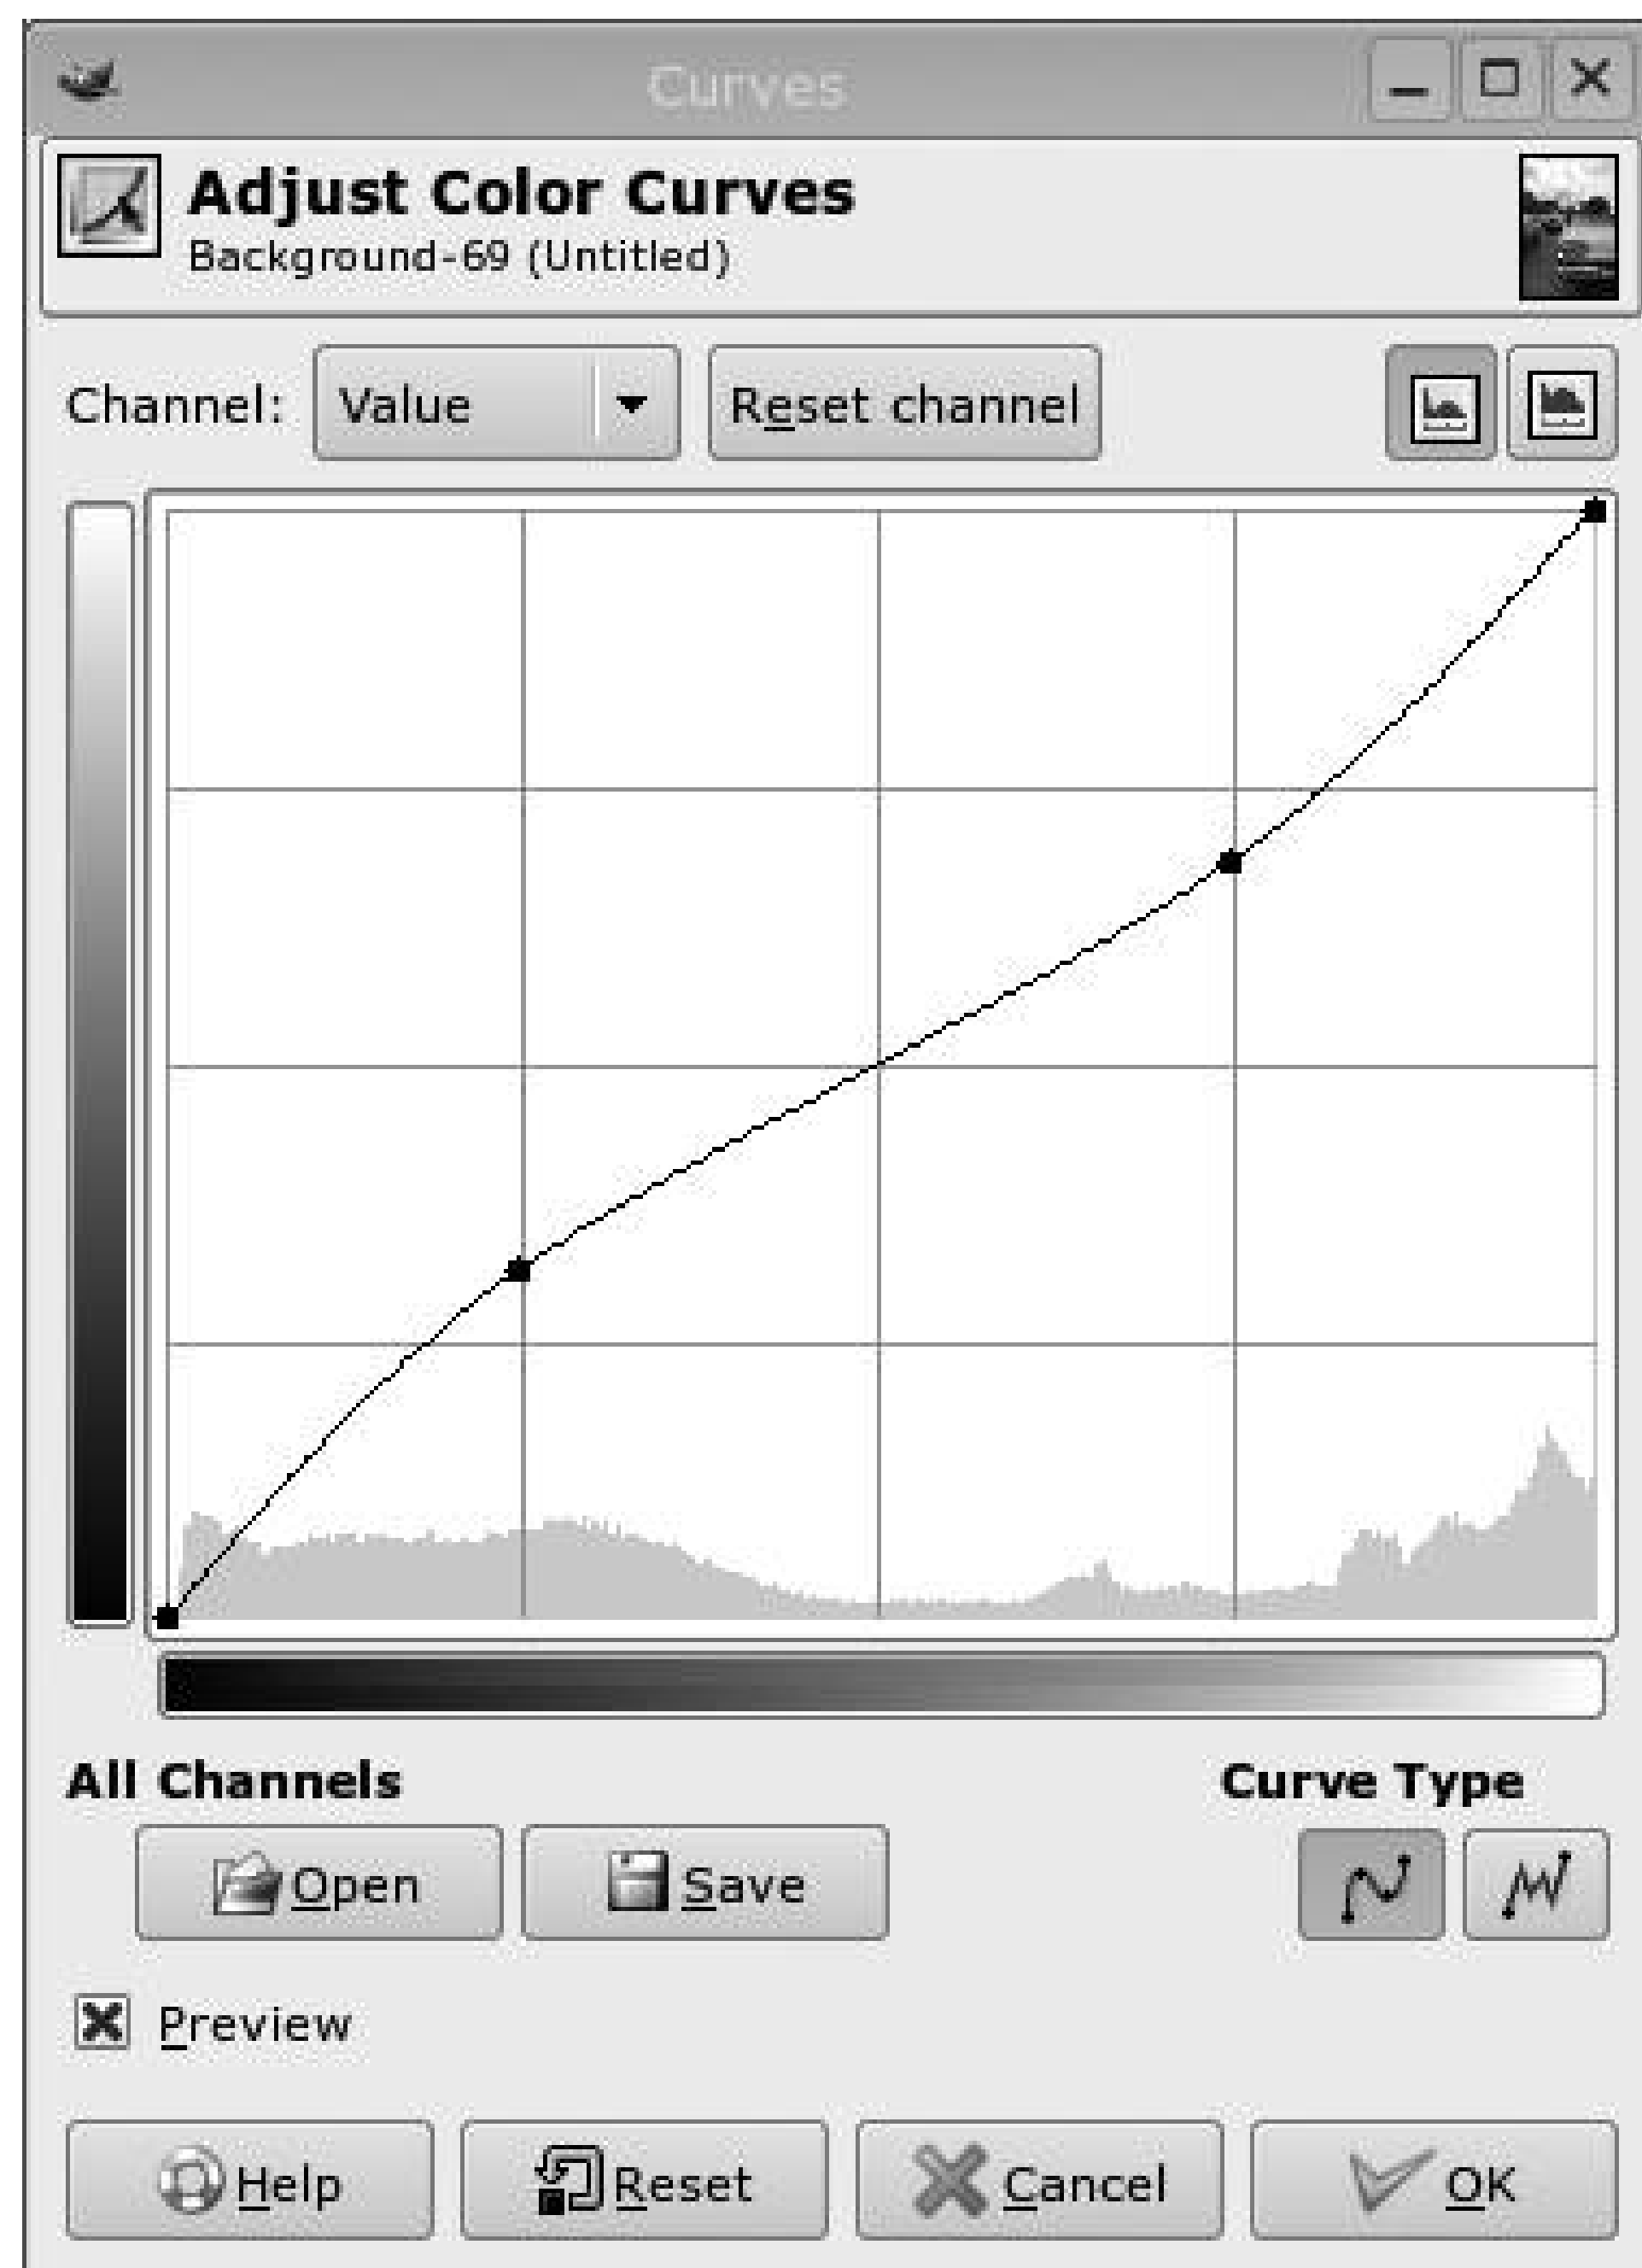 Curves
Adjust Color Curves
Background-69 (Untitled)
Channel: Value Reset channel
All Channels Curve Type
Open Save
Preview
Help Reset Cancel OK